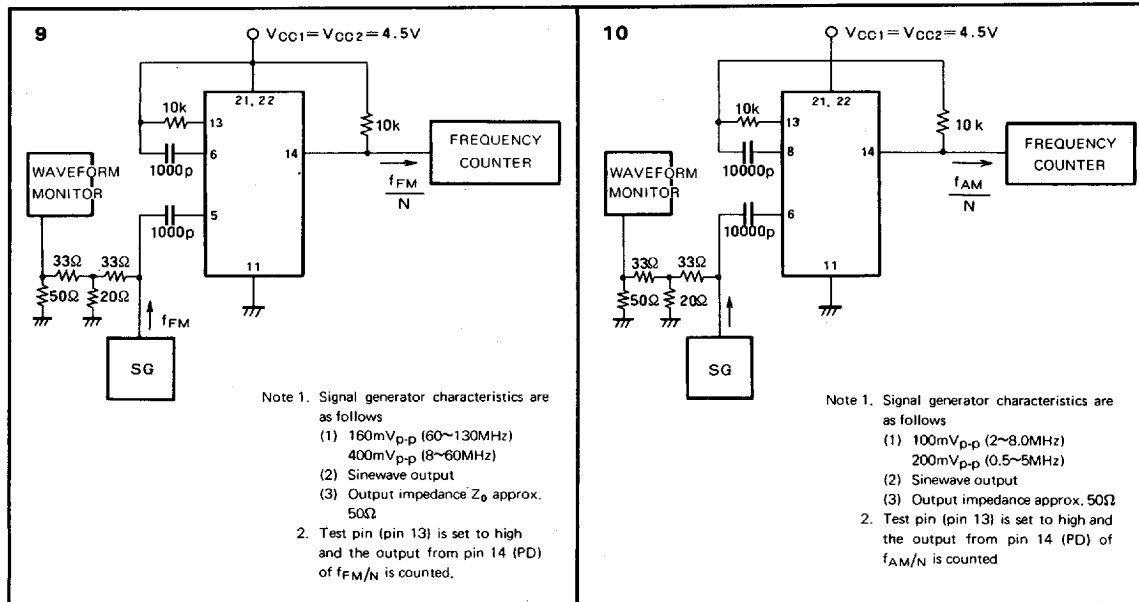 9
VCC1=VCC2=4.5V
21, 22
10k
13
10k
6
14
FREQUENCY
COUNTER
1000p
WAVEFORM
MONITOR
fFM
N
5
1000p
33Ω
33Ω
11
50Ω
20Ω
fFM
SG
Note 1. Signal generator characteristics are
as follows
(1) 160mVp-p (60~130MHz)
400mVp-p (8~60MHz)
(2) Sinewave output
(3) Output impedance Z0 approx.
50Ω
2. Test pin (pin 13) is set to high
and the output from pin 14 (PD)
of fFM/N is counted.
10
VCC1=VCC2=4.5V
21, 22
10k
13
10k
8
14
FREQUENCY
COUNTER
10000p
WAVEFORM
MONITOR
fAM
N
6
10000p
33Ω
33Ω
11
50Ω
20Ω
SG
Note 1. Signal generator characteristics are
as follows
(1) 100mVp-p (2~8.0MHz)
200mVp-p (0.5~5MHz)
(2) Sinewave output
(3) Output impedance approx. 50Ω
2. Test pin (pin 13) is set to high and
the output from pin 14 (PD) of
fAM/N is counted